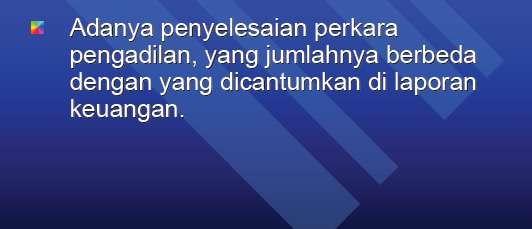 Adanya penyelesaian perkara
pengadilan, yang jumlahnya berbeda
dengan yang dicantumkan di laporan
keuangan.